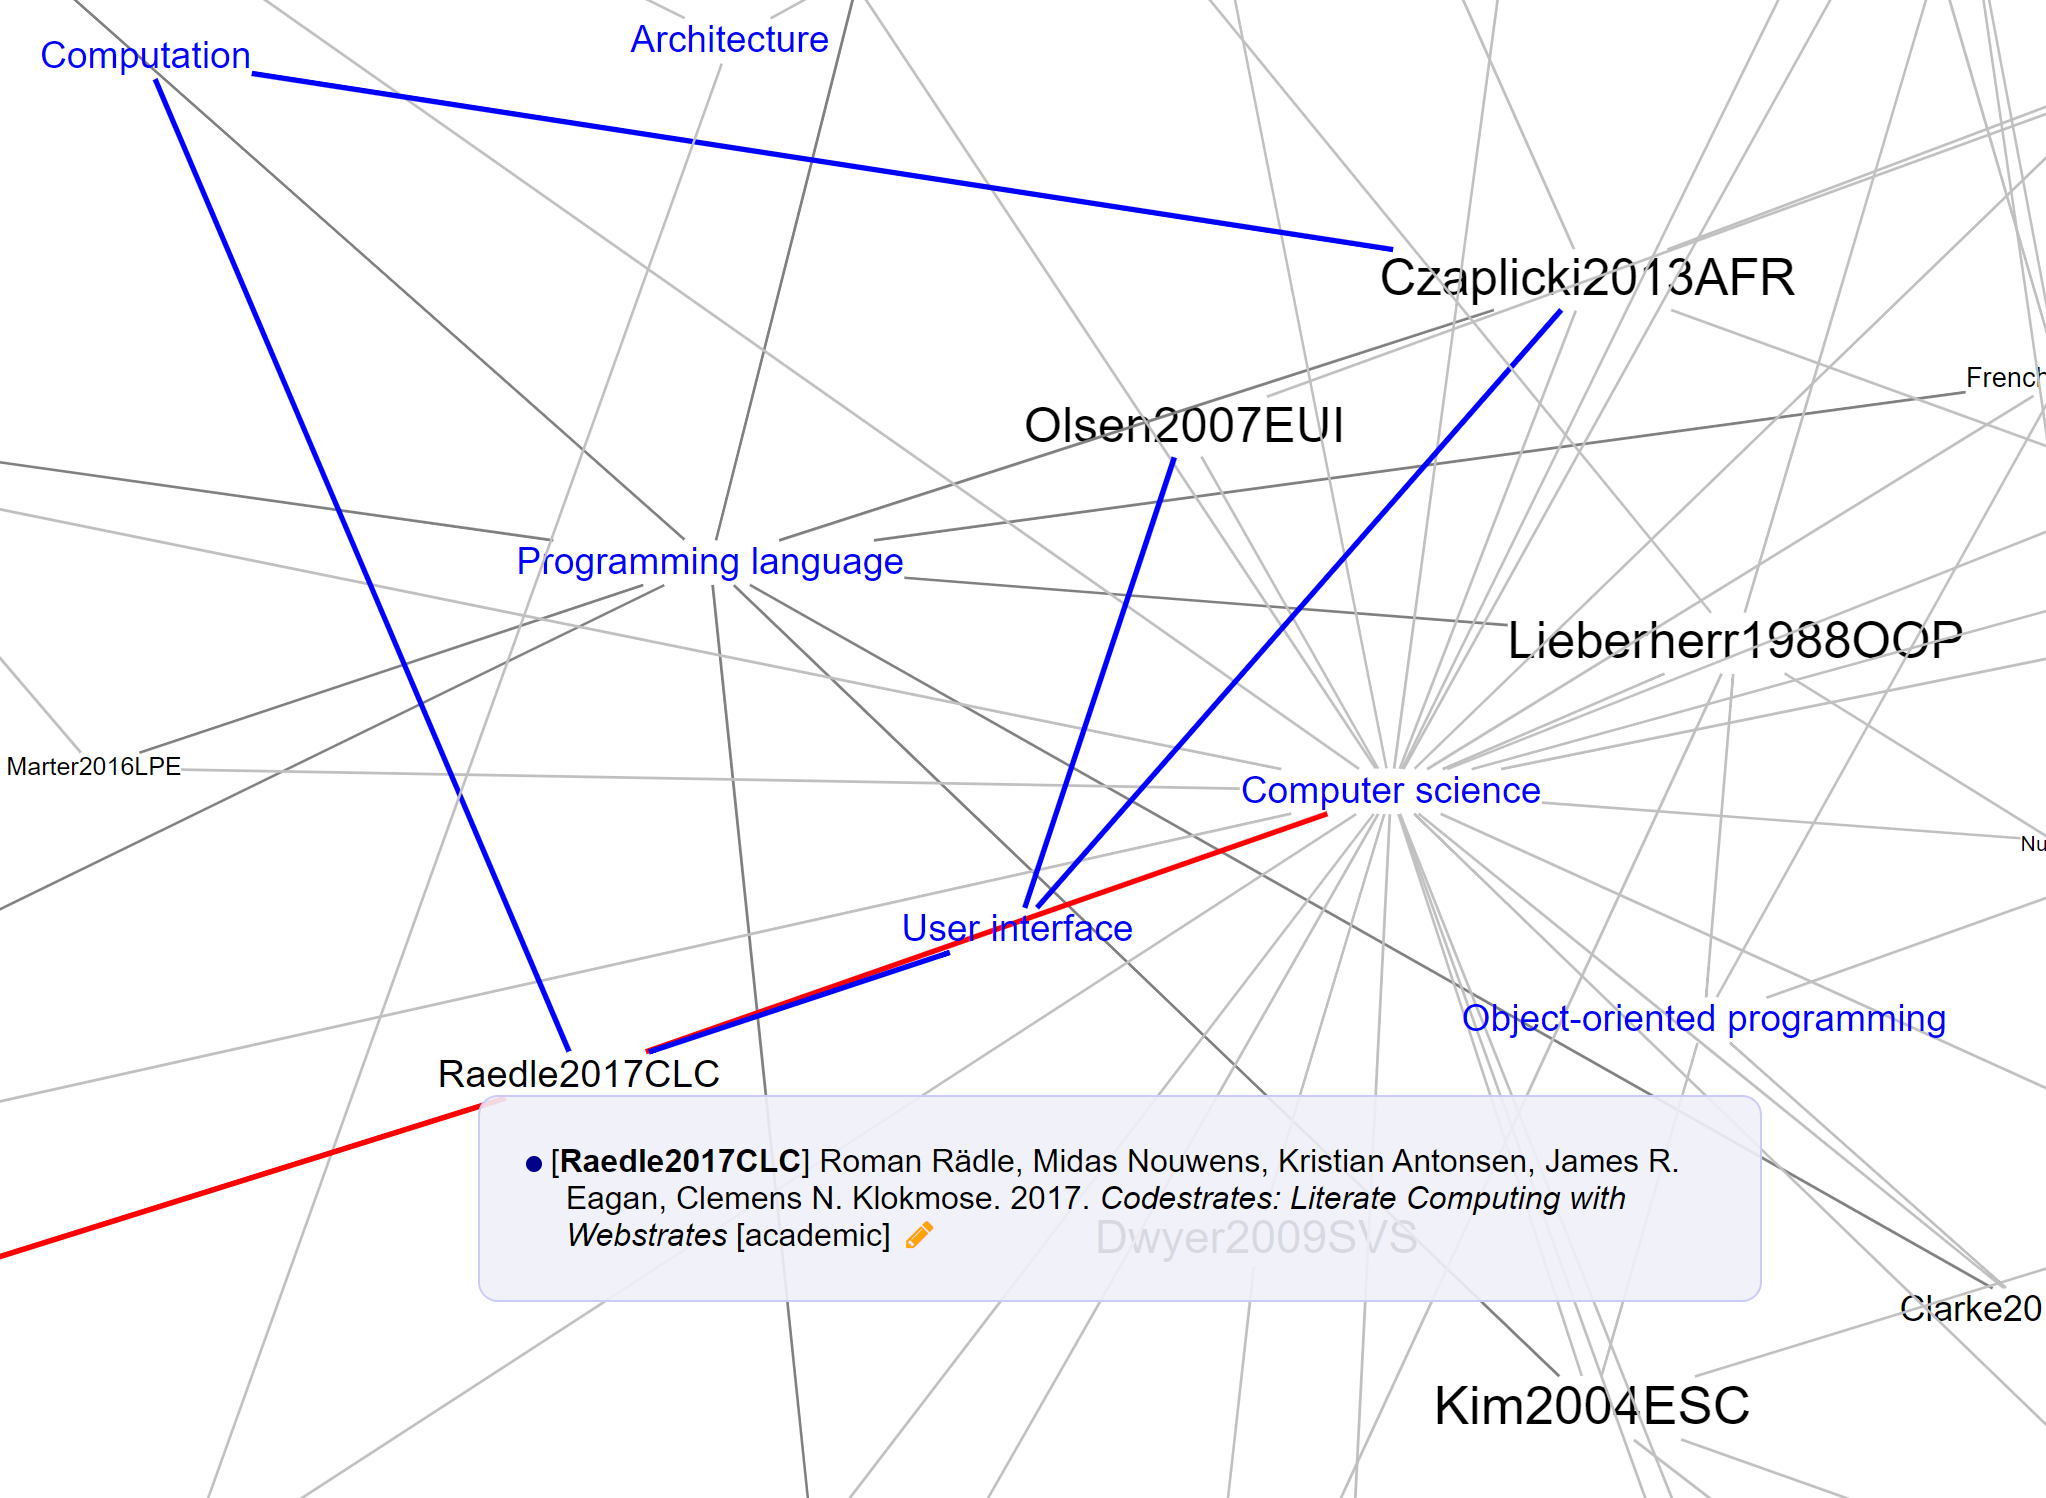 Computation
Architecture
Czaplicki2013AFR
French
Olsen2007EUI
Programming language
Lieberherr1988OOP
Marter2016LPE
Computer science
Nu
User interface
Object-oriented programming
Raedle2017CLC
[Raedle2017CLC] Roman Rädle, Midas Nouwens, Kristian Antonsen, James R.
Eagan, Clemens N. Klokmose. 2017. Codestrates: Literate Computing with
Webstrates [academic]
Dwyer2009SVS
Clarke20
Kim2004ESC